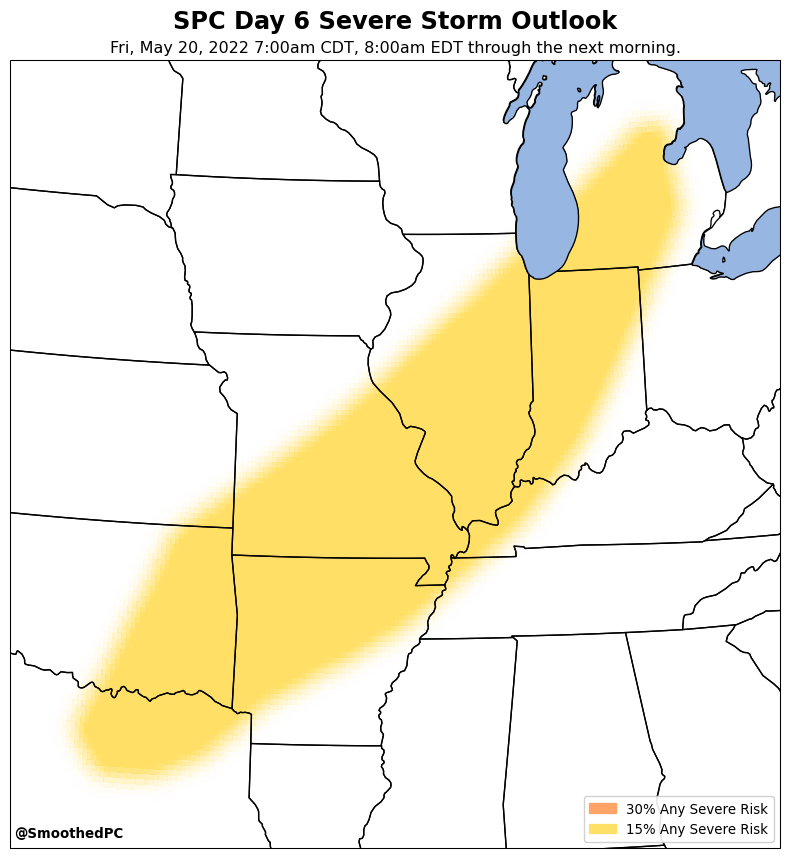 SPC Day 6 Severe Storm Outlook
Fri, May 20, 2022 7:00am CDT, 8:00am EDT through the next morning.
30% Any Severe Risk
15% Any Severe Risk
@SmoothedPC